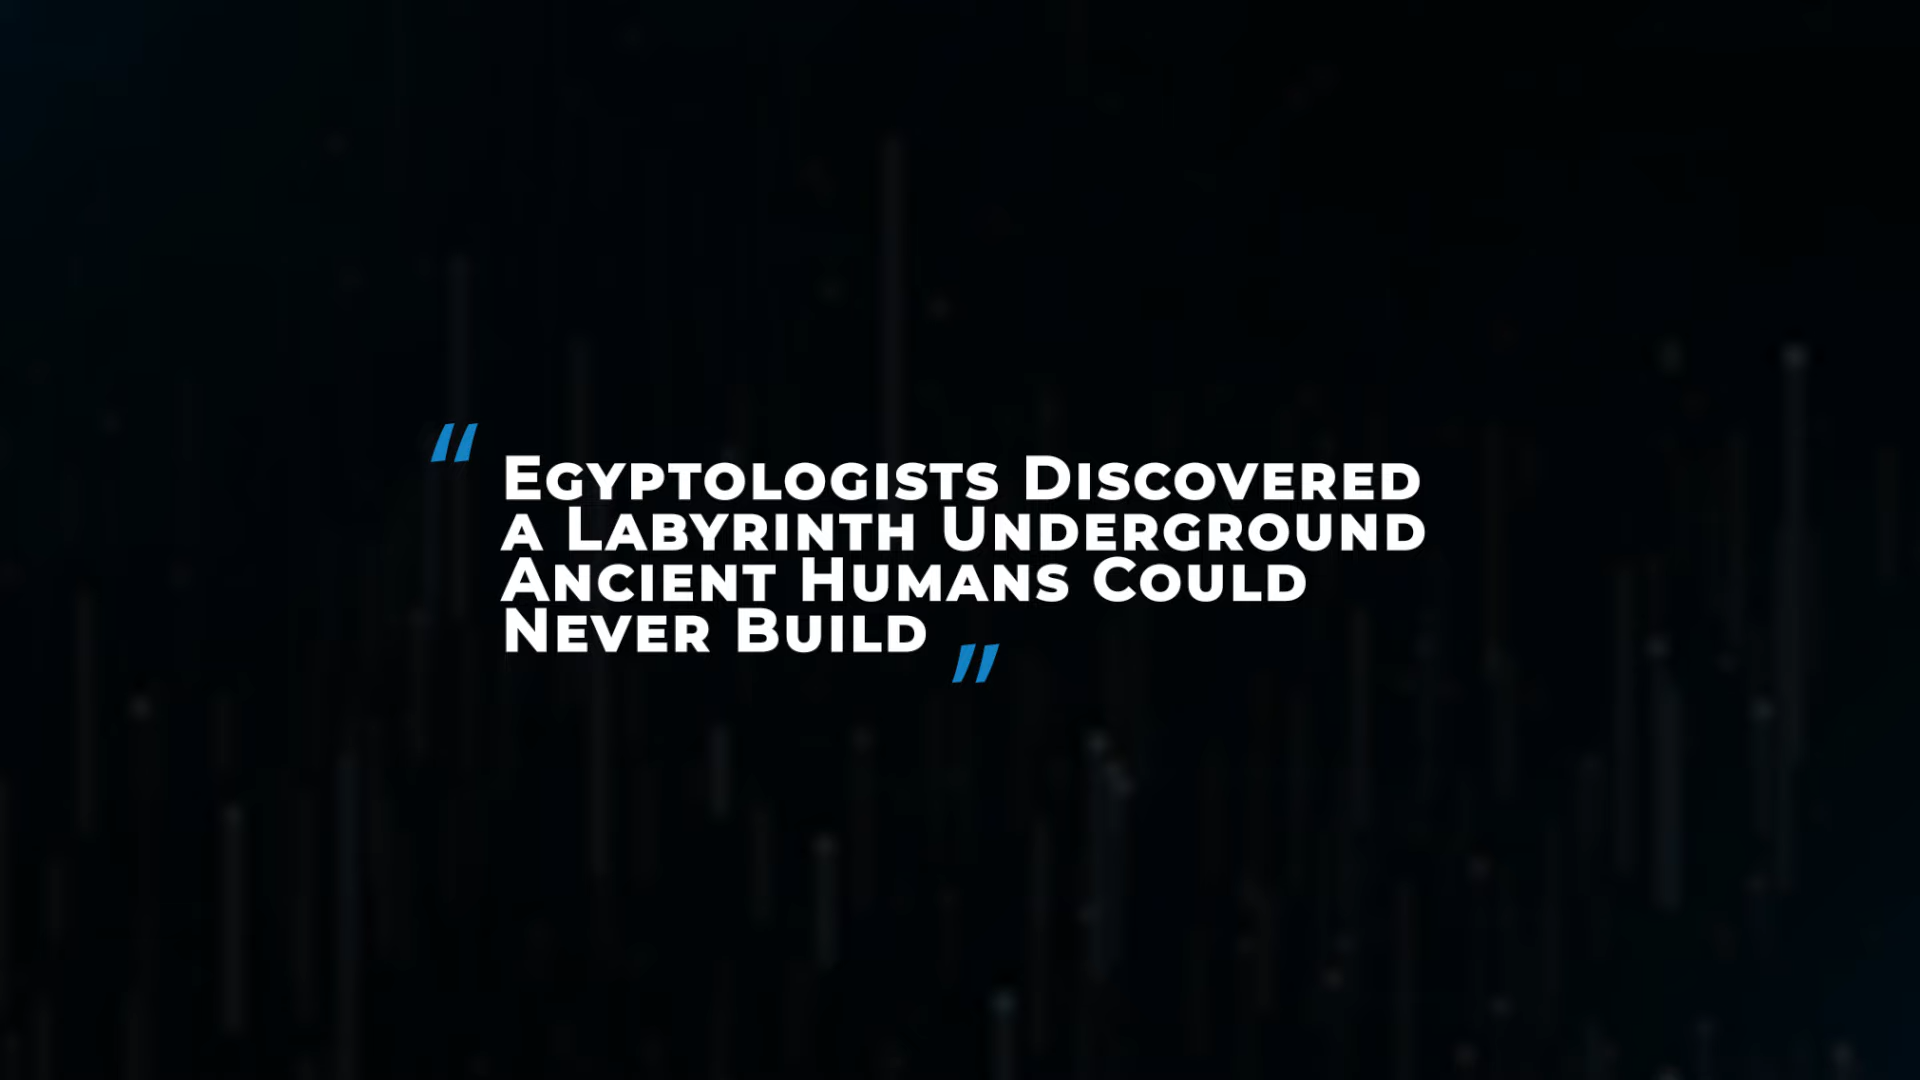 “Egyptologists Discovered
a Labyrinth Underground
Ancient Humans Could
Never Build”